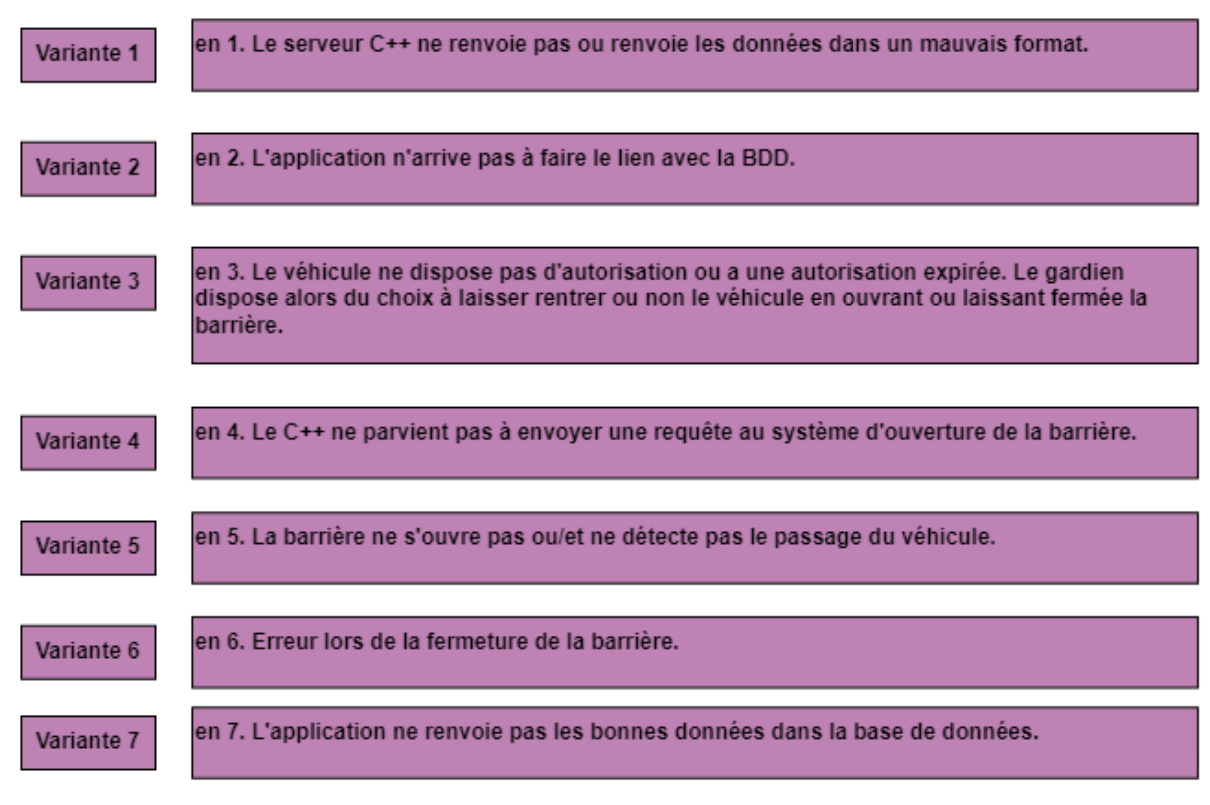 Variante 1
en 1. Le serveur C++ ne renvoie pas ou renvoie les données dans un mauvais format.
Variante 2
en 2. L'application n'arrive pas à faire le lien avec la BDD.
Variante 3
en 3. Le véhicule ne dispose pas d'autorisation ou a une autorisation expirée. Le gardien
dispose alors du choix à laisser rentrer ou non le véhicule en ouvrant ou laissant fermée la
barrière.
Variante 4
en 4. Le C++ ne parvient pas à envoyer une requête au système d'ouverture de la barrière.
Variante 5
en 5. La barrière ne s'ouvre pas ou/et ne détecte pas le passage du véhicule.
Variante 6
en 6. Erreur lors de la fermeture de la barrière.
Variante 7
en 7. L'application ne renvoie pas les bonnes données dans la base de données.